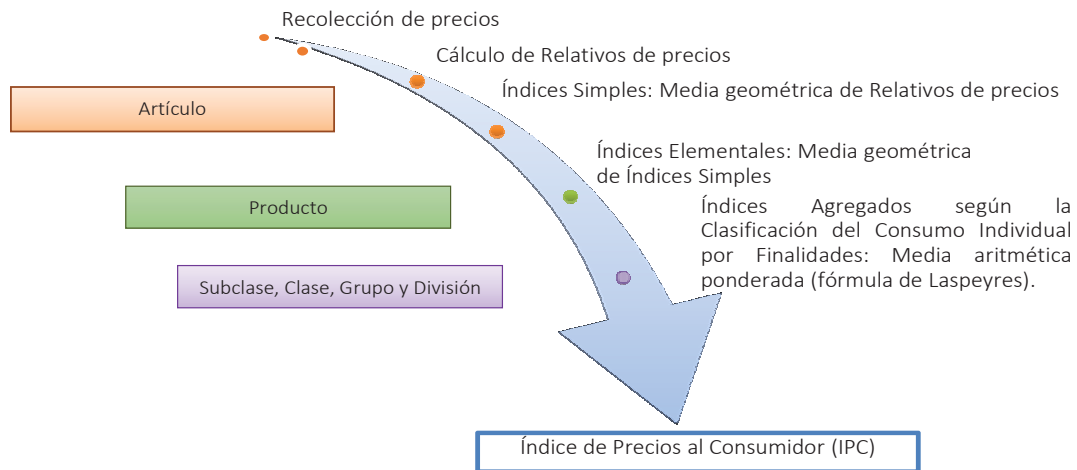 Recolección de precios
Cálculo de Relativos de precios
Índices Simples: Media geométrica de Relativos de precios
Artículo
Índices Elementales: Media geométrica
de Índices Simples
Producto
Índices Agregados según la
Clasificación del Consumo Individual
por Finalidades: Media aritmética
ponderada (fórmula de Laspeyres).
Subclase, Clase, Grupo y División
Índice de Precios al Consumidor (IPC)